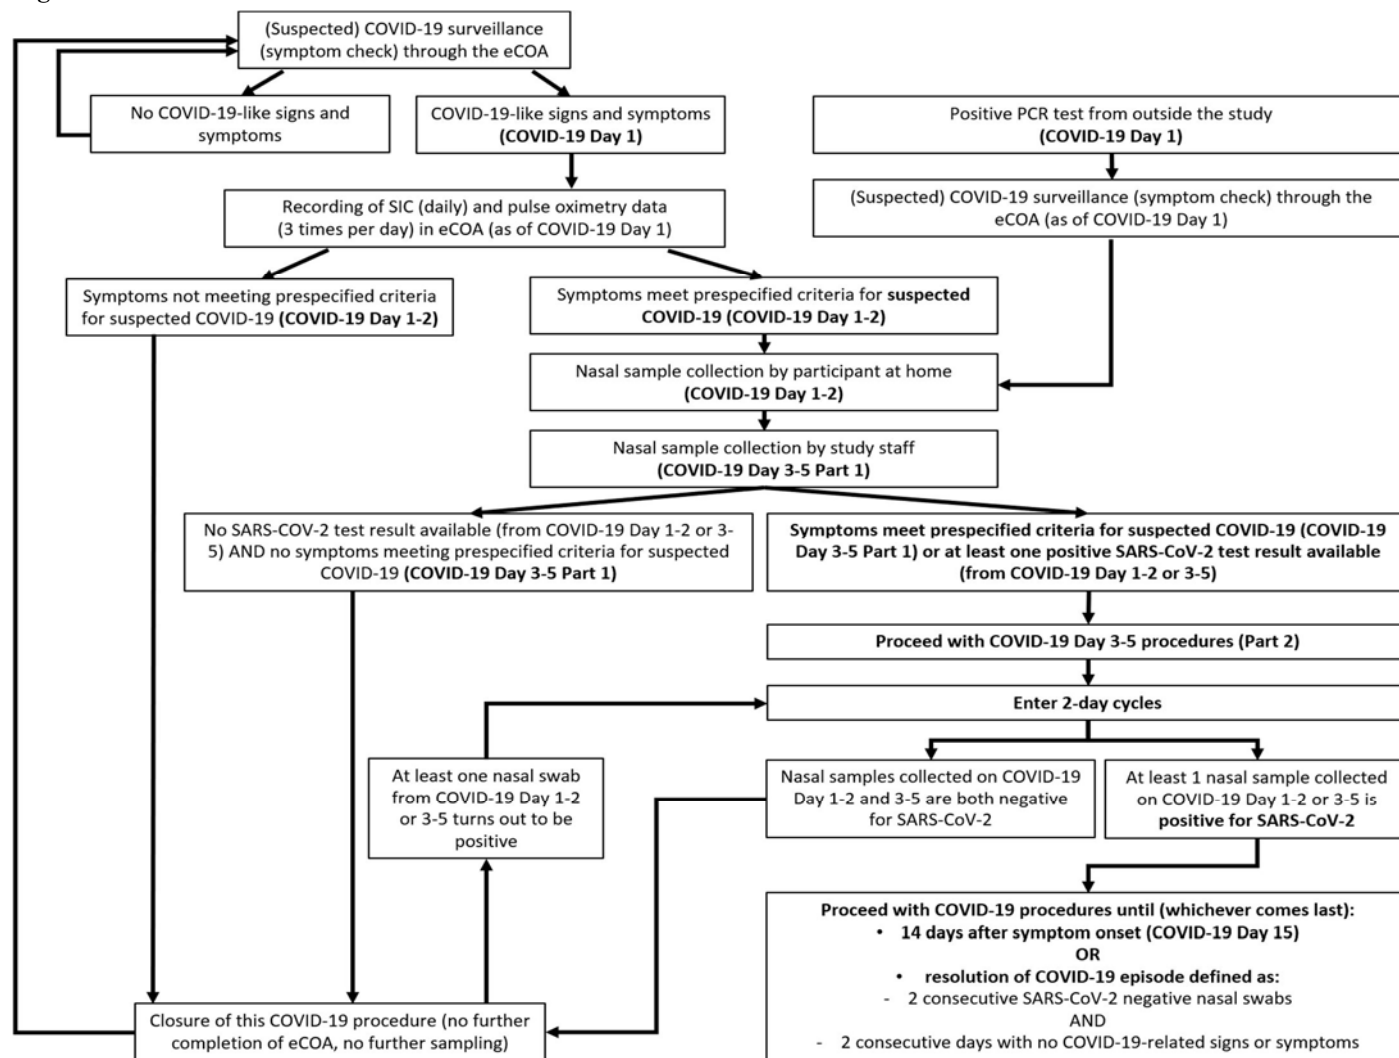 (Suspected) COVID-19 surveillance
(symptom check) through the eCOA
No COVID-19-like signs and
symptoms
COVID-19-like signs and symptoms
(COVID-19 Day 1)
Positive PCR test from outside the study
(COVID-19 Day 1)
Recording of SIC (daily) and pulse oximetry data
(3 times per day) in eCOA (as of COVID-19 Day 1)
(Suspected) COVID-19 surveillance (symptom check) through the
eCOA (as of COVID-19 Day 1)
Symptoms not meeting prespecified criteria
for suspected COVID-19 (COVID-19 Day 1-2)
Symptoms meet prespecified criteria for suspected
COVID-19 (COVID-19 Day 1-2)
Nasal sample collection by participant at home
(COVID-19 Day 1-2)
Nasal sample collection by study staff
(COVID-19 Day 3-5 Part 1)
No SARS-COV-2 test result available (from COVID-19 Day 1-2 or 3-
5) AND no symptoms meeting prespecified criteria for suspected
COVID-19 (COVID-19 Day 3-5 Part 1)
Symptoms meet prespecified criteria for suspected COVID-19 (COVID-19
Day 3-5 Part 1) or at least one positive SARS-CoV-2 test result available
(from COVID-19 Day 1-2 or 3-5)
Proceed with COVID-19 Day 3-5 procedures (Part 2)
Enter 2-day cycles
At least one nasal swab
from COVID-19 Day 1-2
or 3-5 turns out to be
positive
Nasal samples collected on COVID-19
Day 1-2 and 3-5 are both negative
for SARS-CoV-2
At least 1 nasal sample collected
on COVID-19 Day 1-2 or 3-5 is
positive for SARS-CoV-2
Proceed with COVID-19 procedures until (whichever comes last):
• 14 days after symptom onset (COVID-19 Day 15)
OR
• resolution of COVID-19 episode defined as:
- 2 consecutive SARS-CoV-2 negative nasal swabs
AND
- 2 consecutive days with no COVID-19-related signs or symptoms
Closure of this COVID-19 procedure (no further
completion of eCOA, no further sampling)